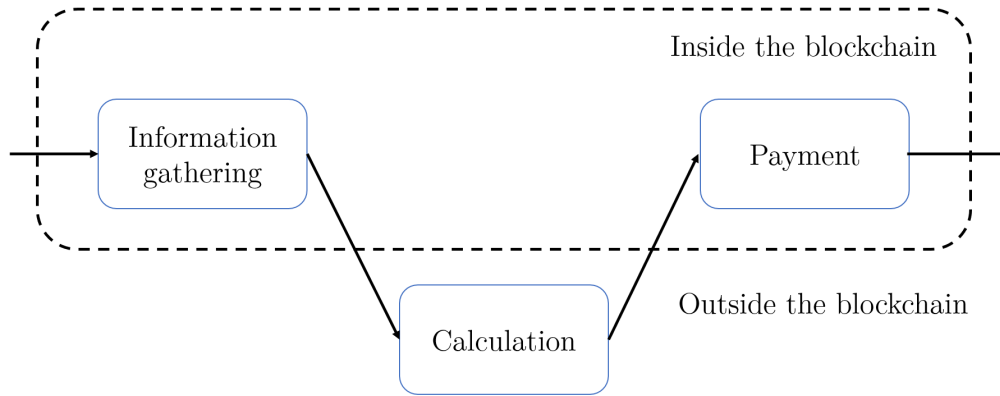 Inside the blockchain
Information
gathering
Payment
Outside the blockchain
Calculation